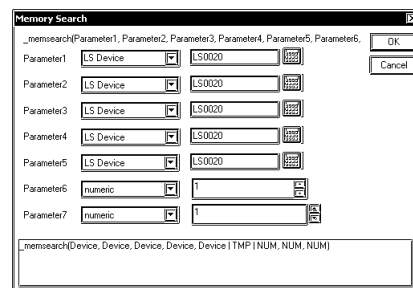 Memory Search
_memsearch(Parameter1, Parameter2, Parameter3, Parameter4, Parameter5, Parameter6,
OK
Cancel
Parameter1 LS Device LS0020
Parameter2 LS Device LS0020
Parameter3 LS Device LS0020
Parameter4 LS Device LS0020
Parameter5 LS Device LS0020
Parameter6 numeric 1
Parameter7 numeric 1
_memsearch(Device, Device, Device, Device, Device | TMP | NUM, NUM, NUM)